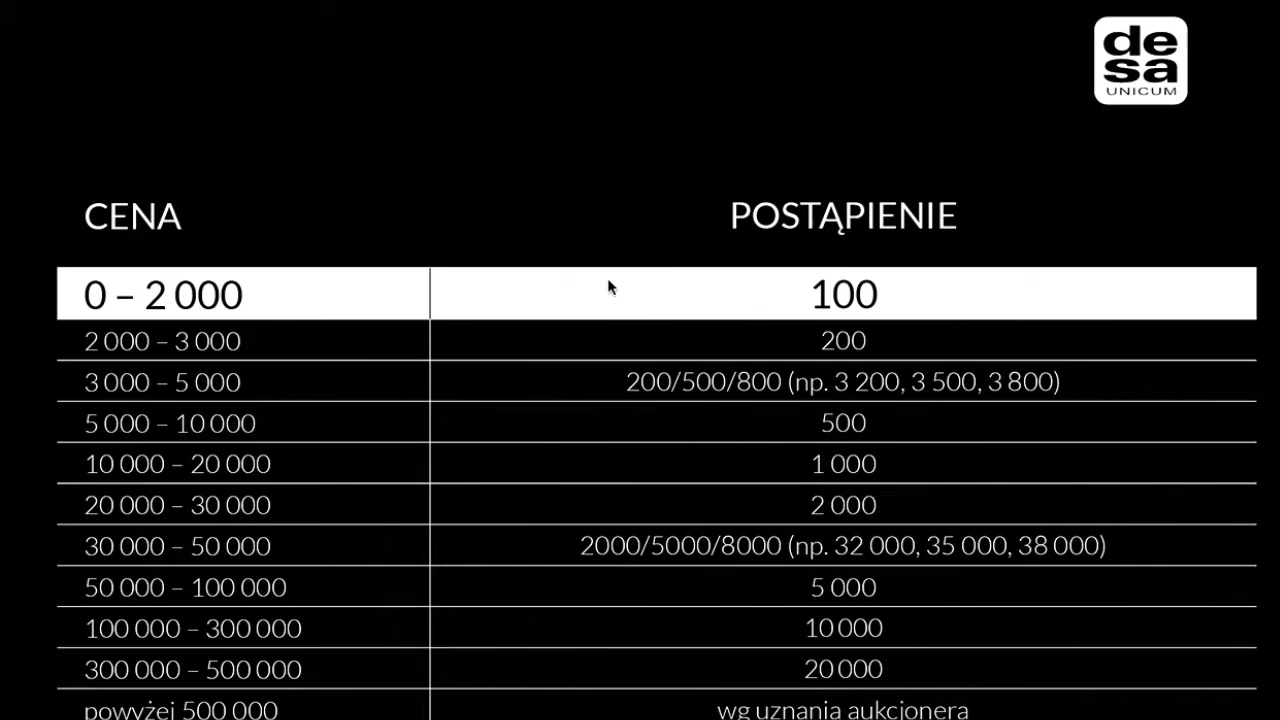 de
sa
UNICUM
CENA POSTĄPIENIE
0 – 2 000 100
2 000 – 3 000 200
3 000 – 5 000 200/500/800 (np. 3 200, 3 500, 3 800)
5 000 – 10 000 500
10 000 – 20 000 1 000
20 000 – 30 000 2 000
30 000 – 50 000 2000/5000/8000 (np. 32 000, 35 000, 38 000)
50 000 – 100 000 5 000
100 000 – 300 000 10 000
300 000 – 500 000 20 000
powyżej 500 000 wg uznania aukcjonera